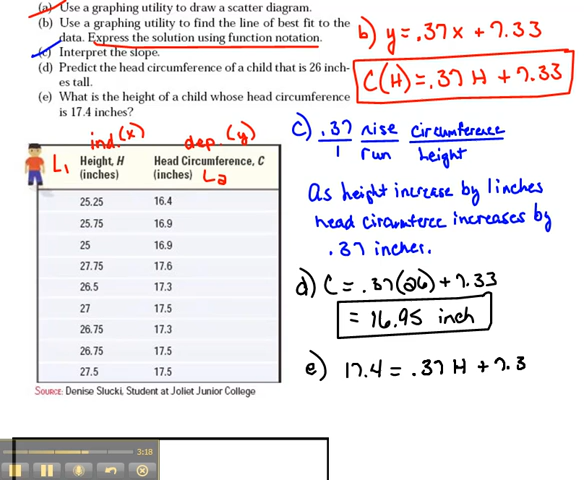 (a) Use a graphing utility to draw a scatter diagram.
(b) Use a graphing utility to find the line of best fit to the
data. Express the solution using function notation.
(c) Interpret the slope.
(d) Predict the head circumference of a child that is 26 inch-
es tall.
(e) What is the height of a child whose head circumference
is 17.4 inches?
b) y = .37x + 7.33
C(H) = .37 H + 7.33
ind. (x) dep. (y)
L1 Height, H Head Circumference, C
(inches) (inches) L2
25.25 16.4
25.75 16.9
25 16.9
27.75 17.6
26.5 17.3
27 17.5
26.75 17.3
26.75 17.5
27.5 17.5
SOURCE: Denise Slucki, Student at Joliet Junior College
c) .37 rise circumference
1 run height
As height increase by 1 inches
head circumferece increases by
.37 inches.
d) C = .37(26) + 7.33
= 16.95 inch
e) 17.4 = .37 H + 7.3
3:18